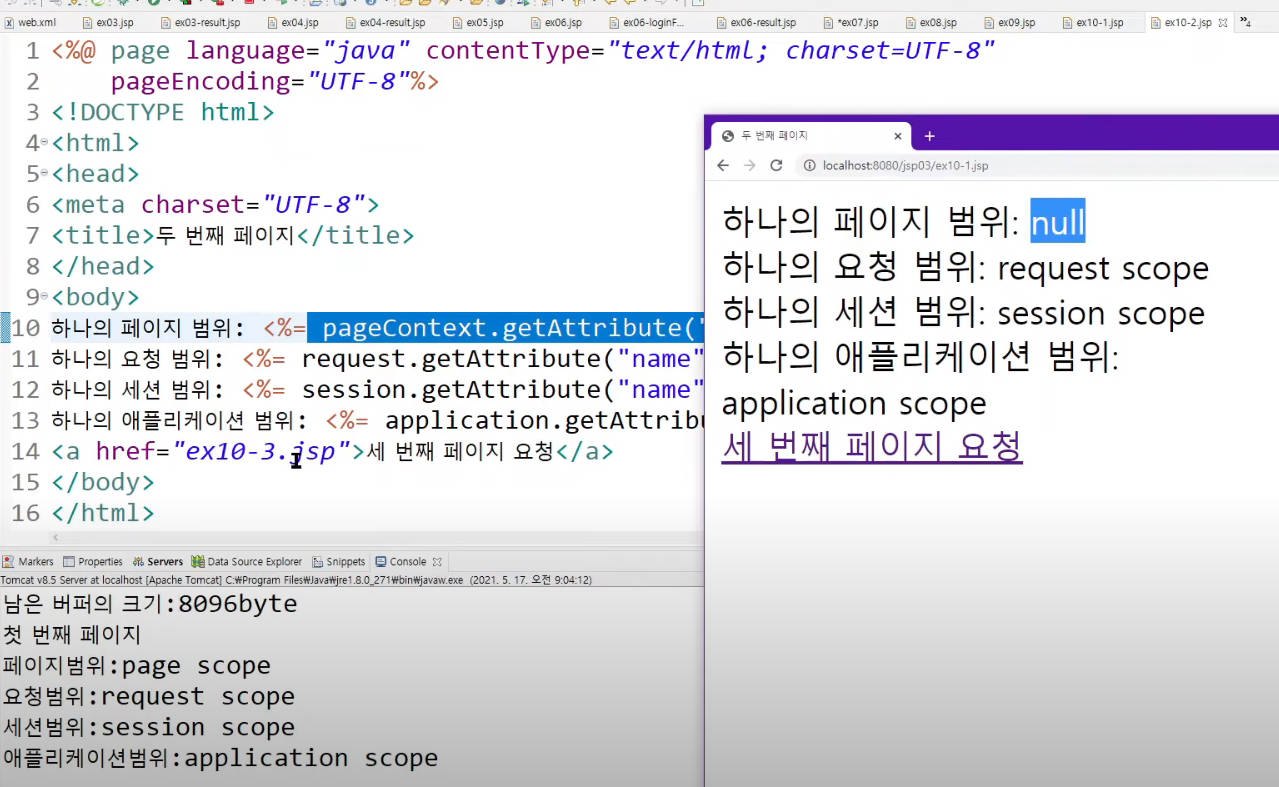 web.xml ex03.jsp ex03-result.jsp ex04.jsp ex04-result.jsp ex05.jsp ex06.jsp ex06-loginF... ex06-result.jsp *ex07.jsp ex08.jsp ex09.jsp ex10-1.jsp ex10-2.jsp »4
1 <%@ page language="java" contentType="text/html; charset=UTF-8"
2 pageEncoding="UTF-8"%>
3 <!DOCTYPE html>
4 <html>
5 <head>
6 <meta charset="UTF-8">
7 <title>두 번째 페이지</title>
8 </head>
9 <body>
10 하나의 페이지 범위: <%= pageContext.getAttribute("
11 하나의 요청 범위: <%= request.getAttribute("name"
12 하나의 세션 범위: <%= session.getAttribute("name"
13 하나의 애플리케이션 범위: <%= application.getAttribu
14 <a href="ex10-3.jsp">세 번째 페이지 요청</a>
15 </body>
16 </html>
두 번째 페이지
localhost:8080/jsp03/ex10-1.jsp
하나의 페이지 범위: null
하나의 요청 범위: request scope
하나의 세션 범위: session scope
하나의 애플리케이션 범위:
application scope
세 번째 페이지 요청
Markers Properties Servers Data Source Explorer Snippets Console
Tomcat v8.5 Server at localhost [Apache Tomcat] C:₩Program Files₩Java₩jre1.8.0_271₩bin₩javaw.exe (2021. 5. 17. 오전 9:04:12)
남은 버퍼의 크기:8096byte
첫 번째 페이지
페이지범위:page scope
요청범위:request scope
세션범위:session scope
애플리케이션범위:application scope